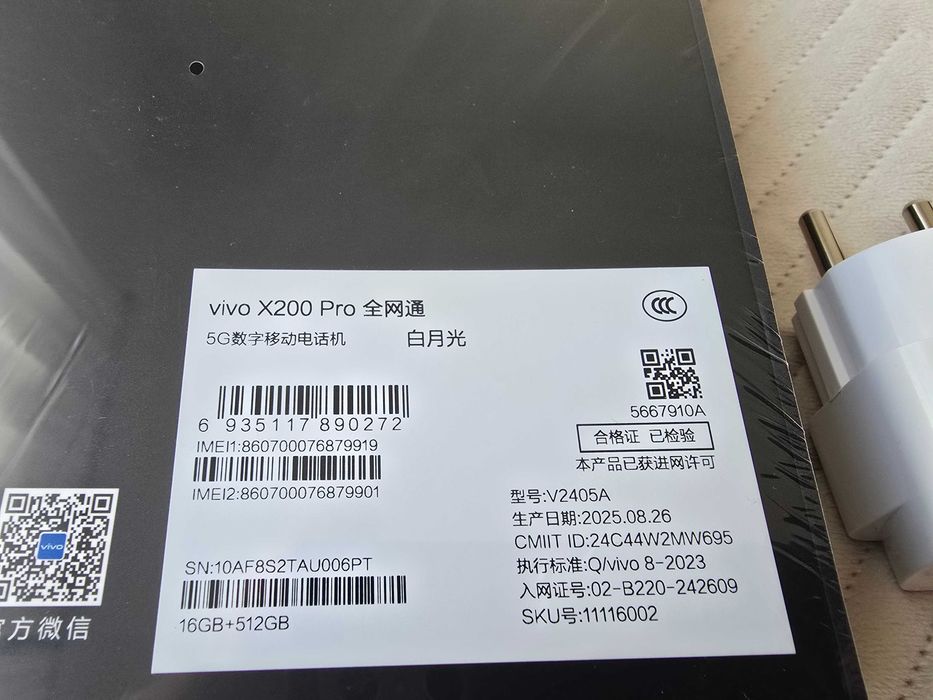 vivo X200 Pro 全网通
5G数字移动电话机 白月光
6 935117 890272
IMEI1:860700076879919
IMEI2:860700076879901
SN:10AF8S2TAU006PT
16GB+512GB
CCC
5667910A
合格证 已检验
本产品已获进网许可
型号:V2405A
生产日期:2025.08.26
CMIIT ID:24C44W2MW695
执行标准:Q/vivo 8-2023
入网证号:02-B220-242609
SKU号:11116002
vivo
官方微信